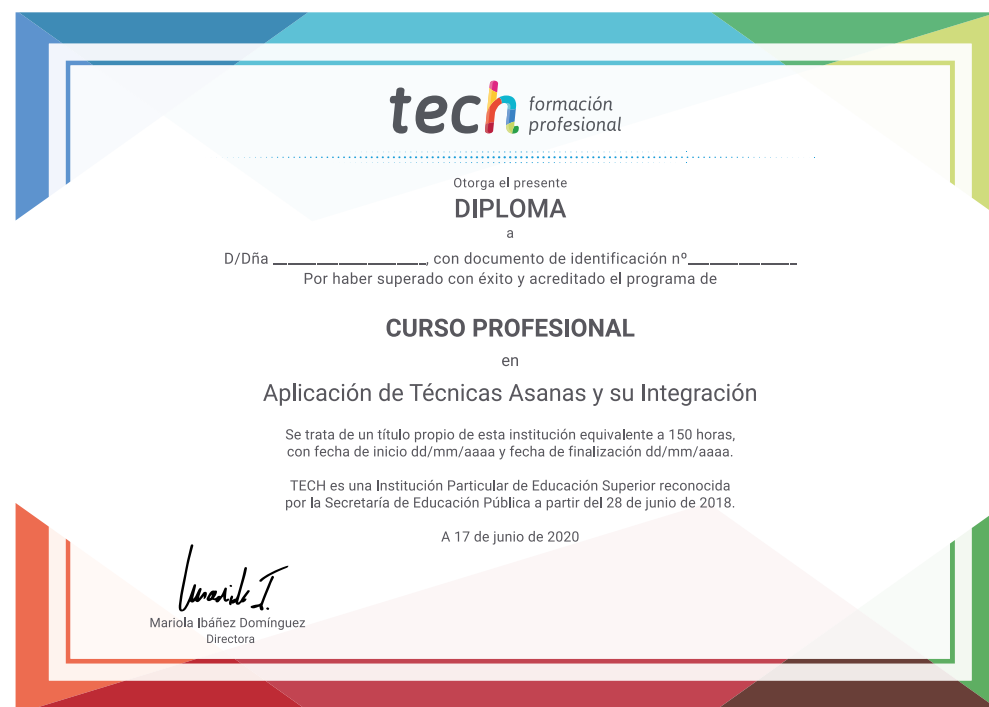 tech formación
profesional
Otorga el presente
DIPLOMA
a
D/Dña ____________________, con documento de identificación nº______________
Por haber superado con éxito y acreditado el programa de
CURSO PROFESIONAL
en
Aplicación de Técnicas Asanas y su Integración
Se trata de un título propio de esta institución equivalente a 150 horas,
con fecha de inicio dd/mm/aaaa y fecha de finalización dd/mm/aaaa.
TECH es una Institución Particular de Educación Superior reconocida
por la Secretaría de Educación Pública a partir del 28 de junio de 2018.
A 17 de junio de 2020
Mariola Ibáñez Domínguez
Directora